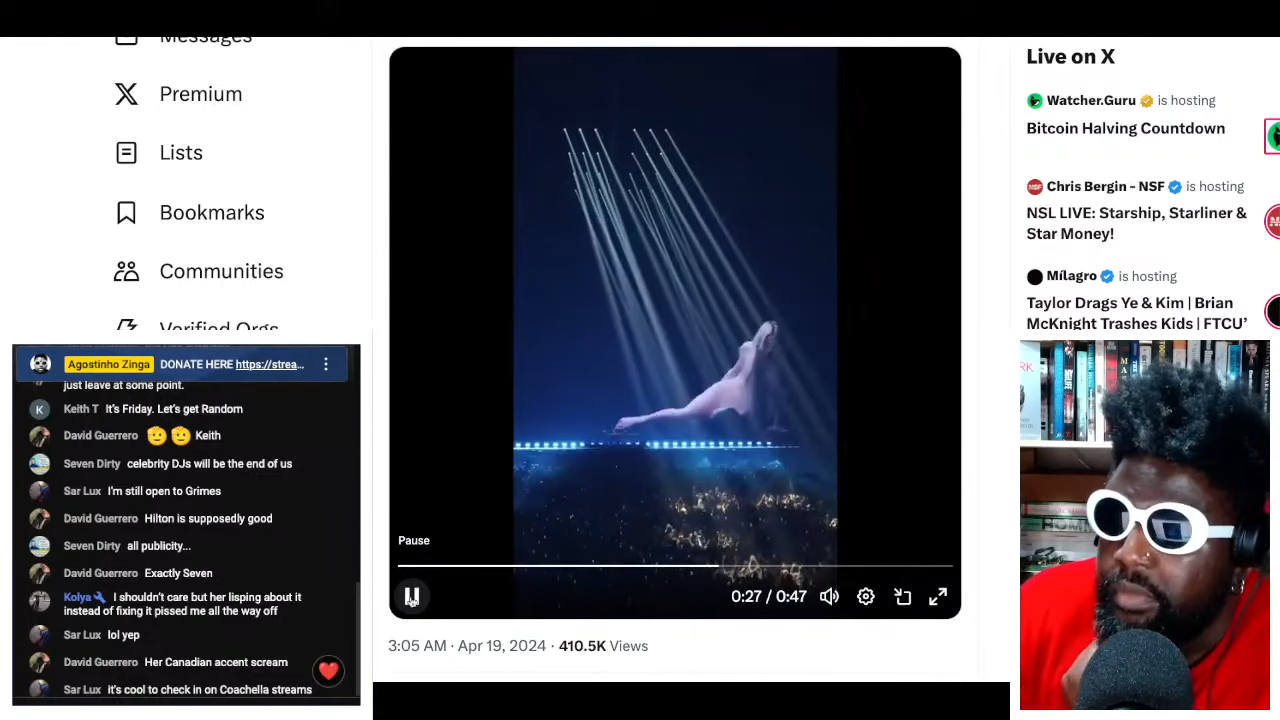 Messages
Premium
Lists
Bookmarks
Communities
Verified Orgs
Agostinho Zinga DONATE HERE https://strea...
just leave at some point.
K Keith T It's Friday. Let's get Random
David Guerrero 🫡 🫡 Keith
Seven Dirty celebrity DJs will be the end of us
Sar Lux I'm still open to Grimes
David Guerrero Hilton is supposedly good
Seven Dirty all publicity...
David Guerrero Exactly Seven
Kolya🔧 I shouldn't care but her lisping about it
instead of fixing it pissed me all the way off
Sar Lux lol yep
David Guerrero Her Canadian accent scream
Sar Lux it's cool to check in on Coachella streams
Pause
0:27 / 0:47
3:05 AM · Apr 19, 2024 · 410.5K Views
Live on X
Watcher.Guru is hosting
Bitcoin Halving Countdown
Chris Bergin - NSF is hosting
NSL LIVE: Starship, Starliner &
Star Money!
Mílagro is hosting
Taylor Drags Ye & Kim | Brian
McKnight Trashes Kids | FTCU'